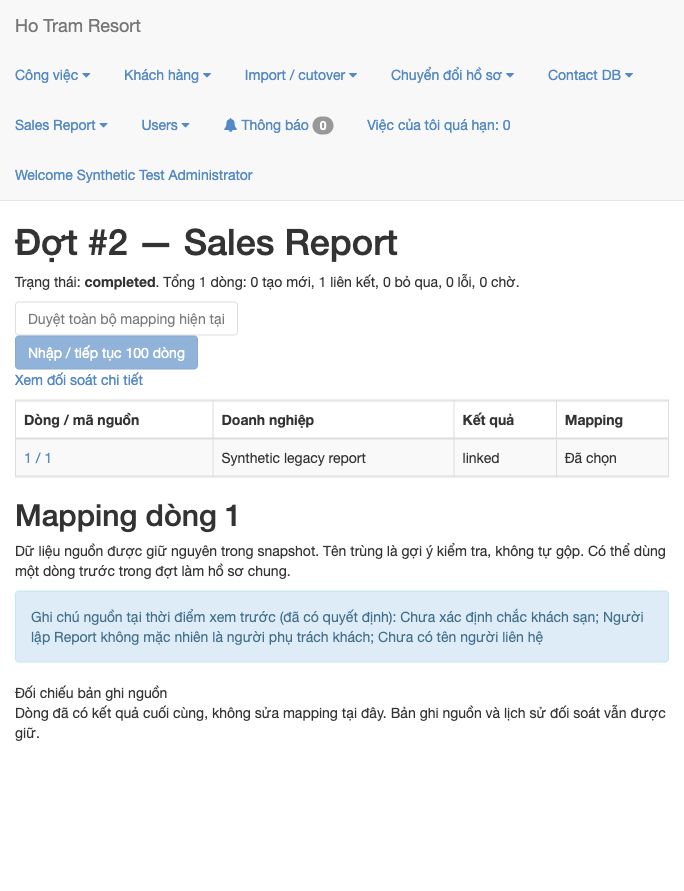 Ho Tram Resort
Công việc Khách hàng Import / cutover Chuyển đổi hồ sơ Contact DB
Sales Report Users Thông báo 0 Việc của tôi quá hạn: 0
Welcome Synthetic Test Administrator
Đợt #2 — Sales Report
Trạng thái: completed. Tổng 1 dòng: 0 tạo mới, 1 liên kết, 0 bỏ qua, 0 lỗi, 0 chờ.
Duyệt toàn bộ mapping hiện tại
Nhập / tiếp tục 100 dòng
Xem đối soát chi tiết
Dòng / mã nguồn Doanh nghiệp Kết quả Mapping
1 / 1 Synthetic legacy report linked Đã chọn
Mapping dòng 1
Dữ liệu nguồn được giữ nguyên trong snapshot. Tên trùng là gợi ý kiểm tra, không tự gộp. Có thể dùng
một dòng trước trong đợt làm hồ sơ chung.
Ghi chú nguồn tại thời điểm xem trước (đã có quyết định): Chưa xác định chắc khách sạn; Người
lập Report không mặc nhiên là người phụ trách khách; Chưa có tên người liên hệ
Đối chiếu bản ghi nguồn
Dòng đã có kết quả cuối cùng, không sửa mapping tại đây. Bản ghi nguồn và lịch sử đối soát vẫn được
giữ.